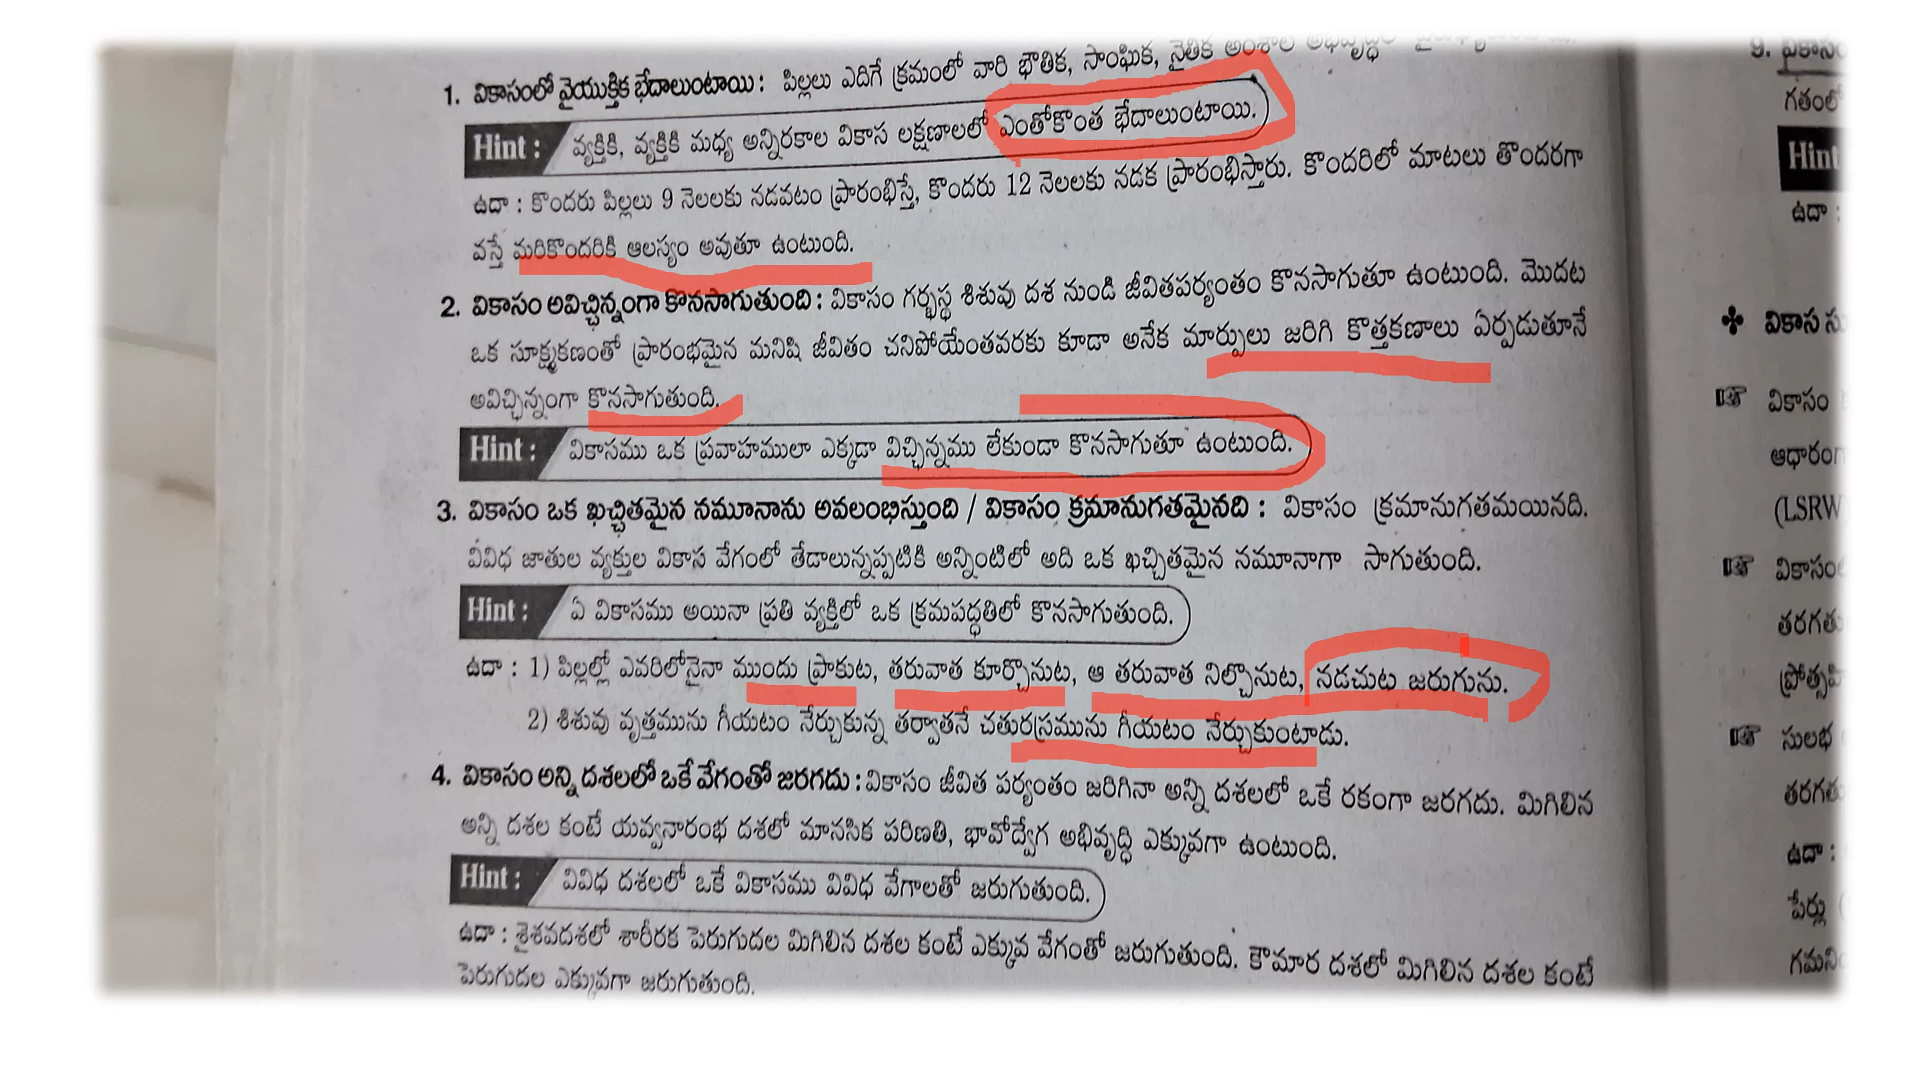 1. వికాసంలో వైయుక్తిక భేదాలుంటాయి : పిల్లలు ఎదిగే క్రమంలో వారి భౌతిక, సాంఘిక, నైతిక అంశాల
Hint : వ్యక్తికి, వ్యక్తికి మధ్య అన్నిరకాల వికాస లక్షణాలలో ఎంతోకొంత భేదాలుంటాయి.
ఉదా : కొందరు పిల్లలు 9 నెలలకు నడవటం ప్రారంభిస్తే, కొందరు 12 నెలలకు నడక ప్రారంభిస్తారు. కొందరిలో మాటలు తొందరగా
వస్తే మరికొందరికి ఆలస్యం అవుతూ ఉంటుంది.
2. వికాసం అవిచ్ఛిన్నంగా కొనసాగుతుంది : వికాసం గర్భస్థ శిశువు దశ నుండి జీవితపర్యంతం కొనసాగుతూ ఉంటుంది. మొదట
ఒక సూక్ష్మకణంతో ప్రారంభమైన మనిషి జీవితం చనిపోయేంతవరకు కూడా అనేక మార్పులు జరిగి కొత్తకణాలు ఏర్పడుతూనే
అవిచ్ఛిన్నంగా కొనసాగుతుంది.
Hint : వికాసము ఒక ప్రవాహములా ఎక్కడా విచ్ఛిన్నము లేకుండా కొనసాగుతూ ఉంటుంది.
3. వికాసం ఒక ఖచ్చితమైన నమూనాను అవలంభిస్తుంది / వికాసం క్రమానుగతమైనది : వికాసం క్రమానుగతమయినది.
వివిధ జాతుల వ్యక్తుల వికాస వేగంలో తేడాలున్నప్పటికి అన్నింటిలో అది ఒక ఖచ్చితమైన నమూనాగా సాగుతుంది.
Hint : ఏ వికాసము అయినా ప్రతి వ్యక్తిలో ఒక క్రమపద్ధతిలో కొనసాగుతుంది.
ఉదా : 1) పిల్లల్లో ఎవరిలోనైనా ముందు ప్రాకుట, తరువాత కూర్చొనుట, ఆ తరువాత నిల్చొనుట, నడచుట జరుగును.
2) శిశువు వృత్తమును గీయటం నేర్చుకున్న తర్వాతనే చతురస్రమును గీయటం నేర్చుకుంటాడు.
4. వికాసం అన్ని దశలలో ఒకే వేగంతో జరగదు : వికాసం జీవిత పర్యంతం జరిగినా అన్ని దశలలో ఒకే రకంగా జరగదు. మిగిలిన
అన్ని దశల కంటే యవ్వనారంభ దశలో మానసిక పరిణతి, భావోద్వేగ అభివృద్ధి ఎక్కువగా ఉంటుంది.
Hint : వివిధ దశలలో ఒకే వికాసము వివిధ వేగాలతో జరుగుతుంది.
ఉదా : శైశవదశలో శారీరక పెరుగుదల మిగిలిన దశల కంటే ఎక్కువ వేగంతో జరుగుతుంది. కౌమార దశలో మిగిలిన దశల కంటే
పెరుగుదల ఎక్కువగా జరుగుతుంది.
9. వికాసం
గతంలో
Hint
ఉదా :
✤ వికాస
☞ వికాసం
(LSRW
☞
☞ సులభ
ఉదా :